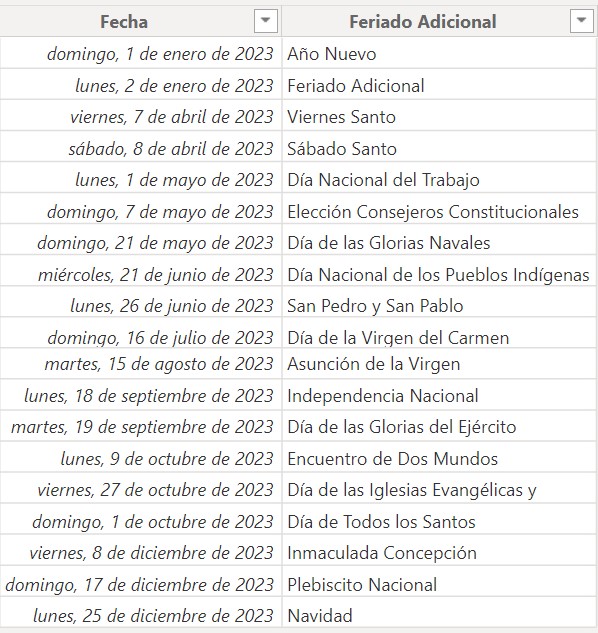 Fecha Feriado Adicional
domingo, 1 de enero de 2023 Año Nuevo
lunes, 2 de enero de 2023 Feriado Adicional
viernes, 7 de abril de 2023 Viernes Santo
sábado, 8 de abril de 2023 Sábado Santo
lunes, 1 de mayo de 2023 Día Nacional del Trabajo
domingo, 7 de mayo de 2023 Elección Consejeros Constitucionales
domingo, 21 de mayo de 2023 Día de las Glorias Navales
miércoles, 21 de junio de 2023 Día Nacional de los Pueblos Indígenas
lunes, 26 de junio de 2023 San Pedro y San Pablo
domingo, 16 de julio de 2023 Día de la Virgen del Carmen
martes, 15 de agosto de 2023 Asunción de la Virgen
lunes, 18 de septiembre de 2023 Independencia Nacional
martes, 19 de septiembre de 2023 Día de las Glorias del Ejército
lunes, 9 de octubre de 2023 Encuentro de Dos Mundos
viernes, 27 de octubre de 2023 Día de las Iglesias Evangélicas y
domingo, 1 de octubre de 2023 Día de Todos los Santos
viernes, 8 de diciembre de 2023 Inmaculada Concepción
domingo, 17 de diciembre de 2023 Plebiscito Nacional
lunes, 25 de diciembre de 2023 Navidad